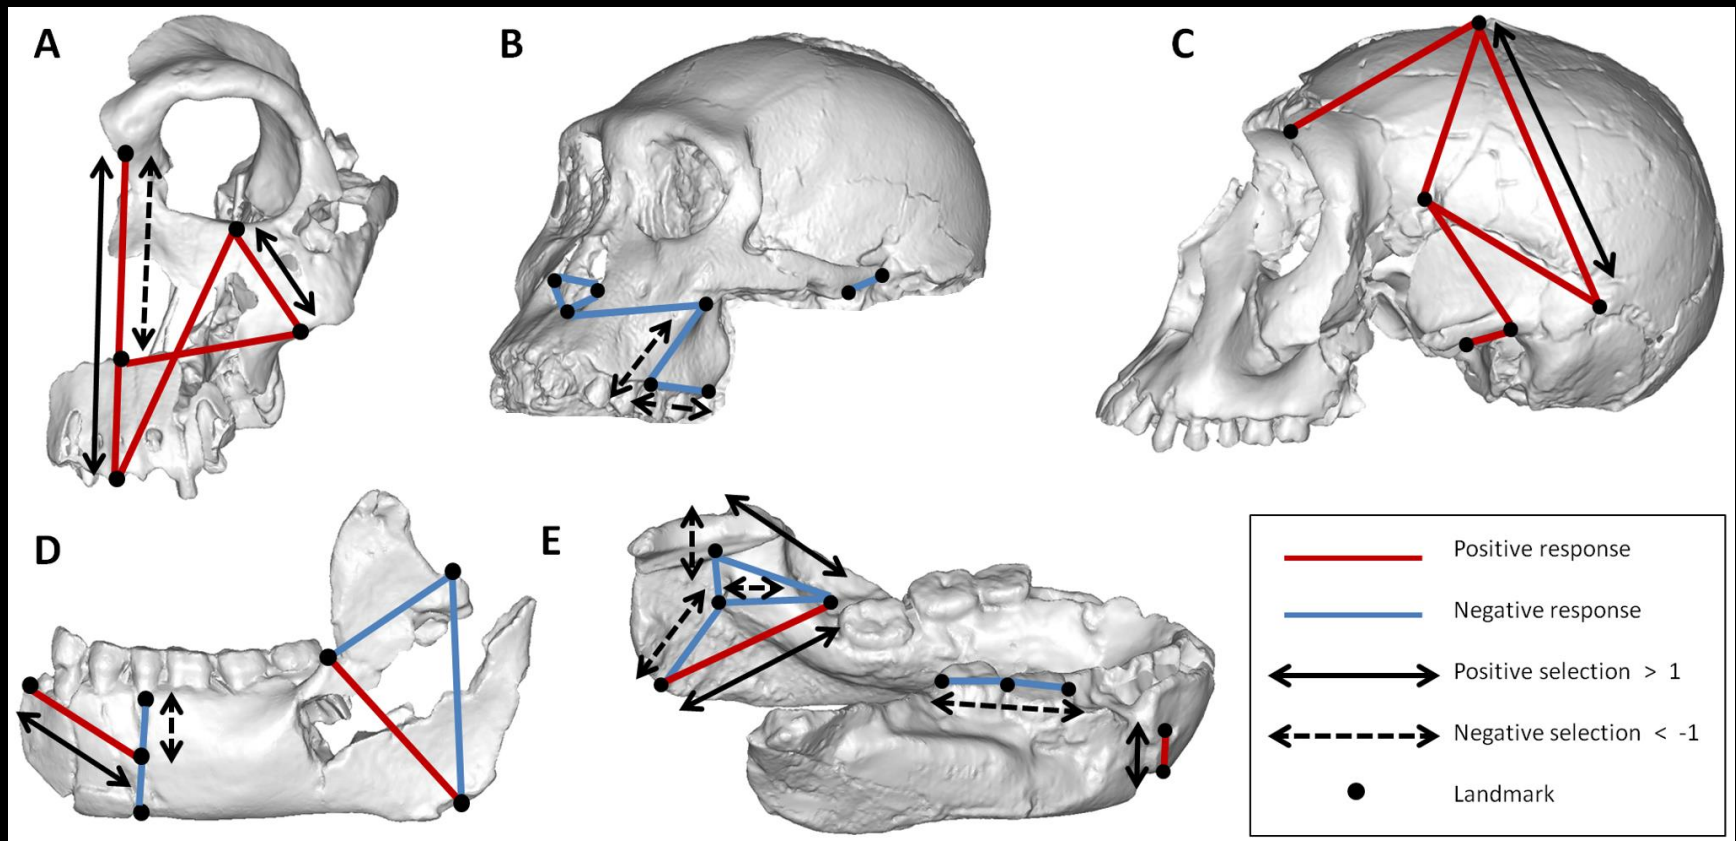 A
B
C
D
E
Positive response
Negative response
Positive selection > 1
Negative selection < -1
Landmark